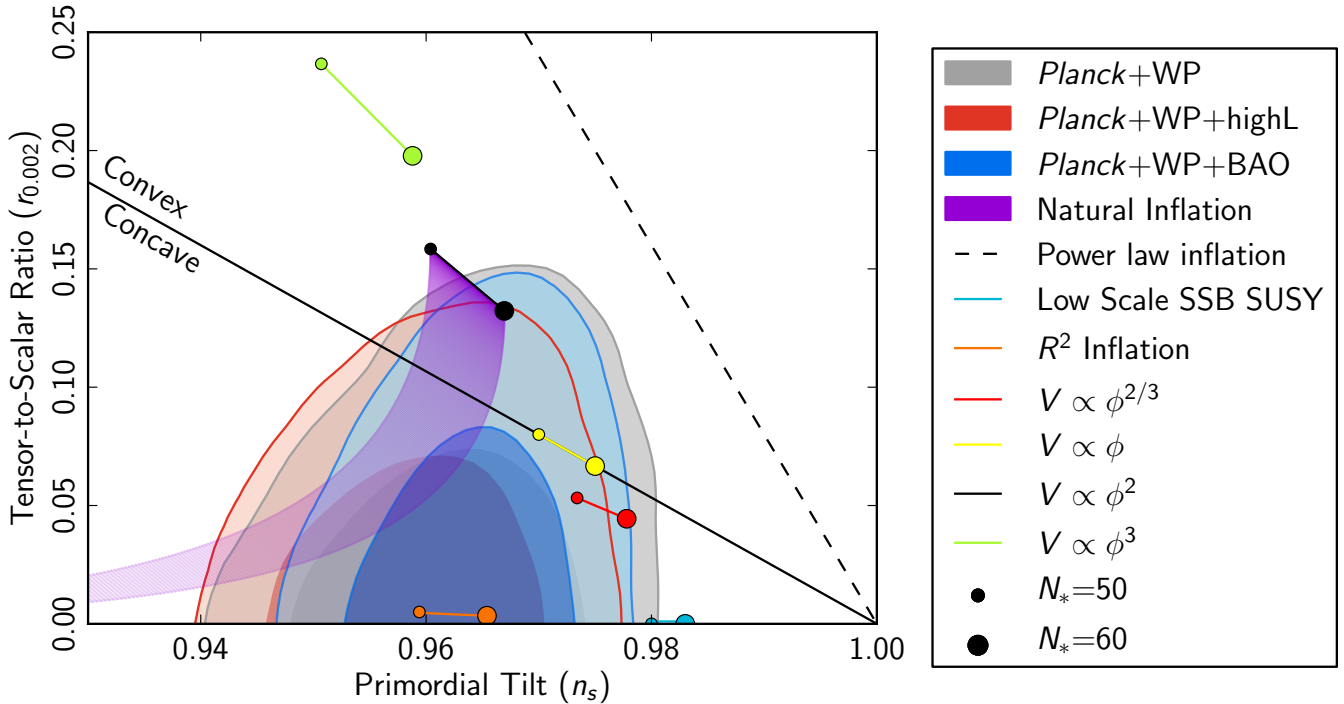 Tensor-to-Scalar Ratio (r₀.₀₀₂)
0.25
0.20
0.15
0.10
0.05
0.00
Convex
Concave
0.94 0.96 0.98 1.00
Primordial Tilt (nₛ)
Planck+WP
Planck+WP+highL
Planck+WP+BAO
Natural Inflation
Power law inflation
Low Scale SSB SUSY
R² Inflation
V ∝ ϕ²ᐟ³
V ∝ ϕ
V ∝ ϕ²
V ∝ ϕ³
N*=50
N*=60